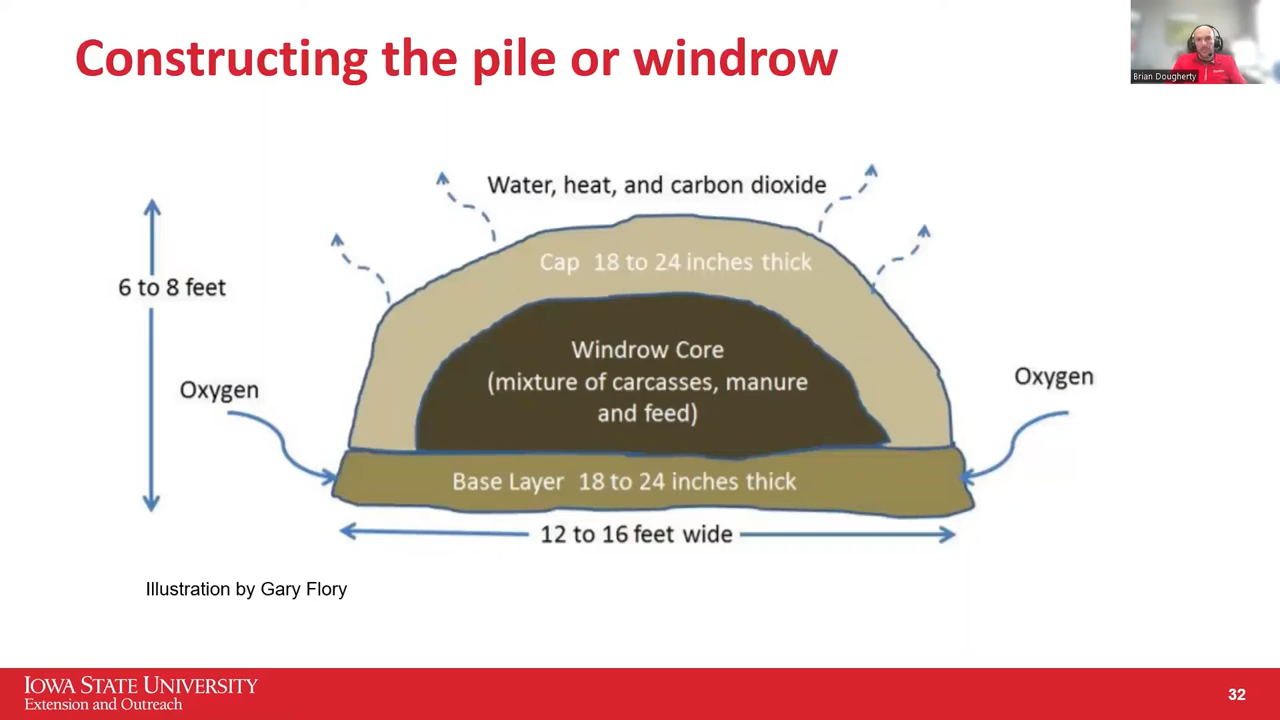 Constructing the pile or windrow
Brian Dougherty
Water, heat, and carbon dioxide
Cap 18 to 24 inches thick
6 to 8 feet
Windrow Core
(mixture of carcasses, manure
and feed)
Oxygen
Oxygen
Base Layer 18 to 24 inches thick
12 to 16 feet wide
Illustration by Gary Flory
IOWA STATE UNIVERSITY
Extension and Outreach
32